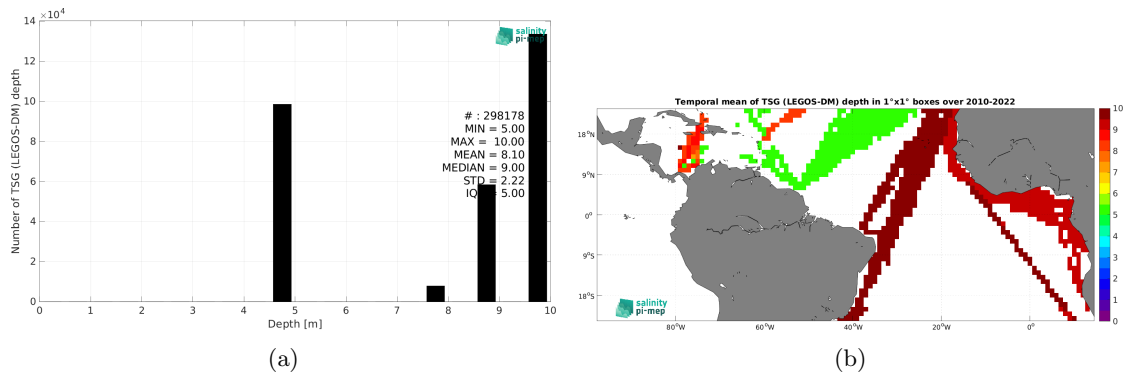 ×10⁴
14
12
10
8
6
4
2
0
Number of TSG (LEGOS-DM) depth
salinity
pi-mep
# : 298178
MIN = 5.00
MAX = 10.00
MEAN = 8.10
MEDIAN = 9.00
STD = 2.22
IQ = 5.00
0 1 2 3 4 5 6 7 8 9 10
Depth [m]
(a)
Temporal mean of TSG (LEGOS-DM) depth in 1°x1° boxes over 2010-2022
18°N
9°N
0°
9°S
18°S
80°W 60°W 40°W 20°W 0°
10
9
8
7
6
5
4
3
2
1
0
salinity
pi-mep
(b)